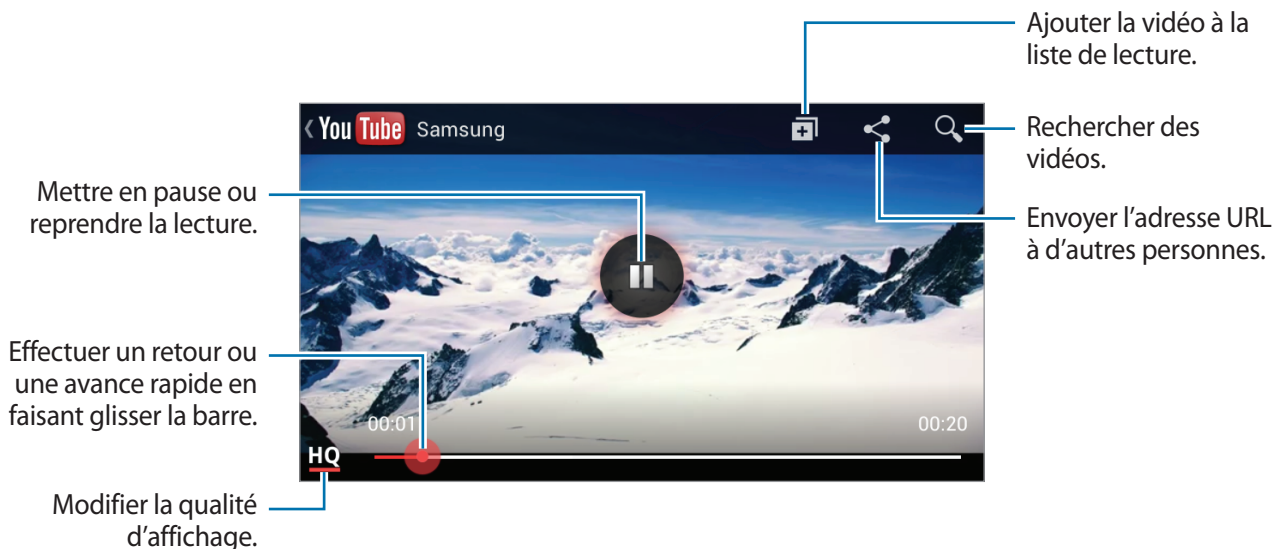 Ajouter la vidéo à la
liste de lecture.
You Tube Samsung
Rechercher des
vidéos.
Mettre en pause ou
reprendre la lecture.
Envoyer l’adresse URL
à d’autres personnes.
Effectuer un retour ou
une avance rapide en
faisant glisser la barre.
00:01 00:20
HQ
Modifier la qualité
d’affichage.